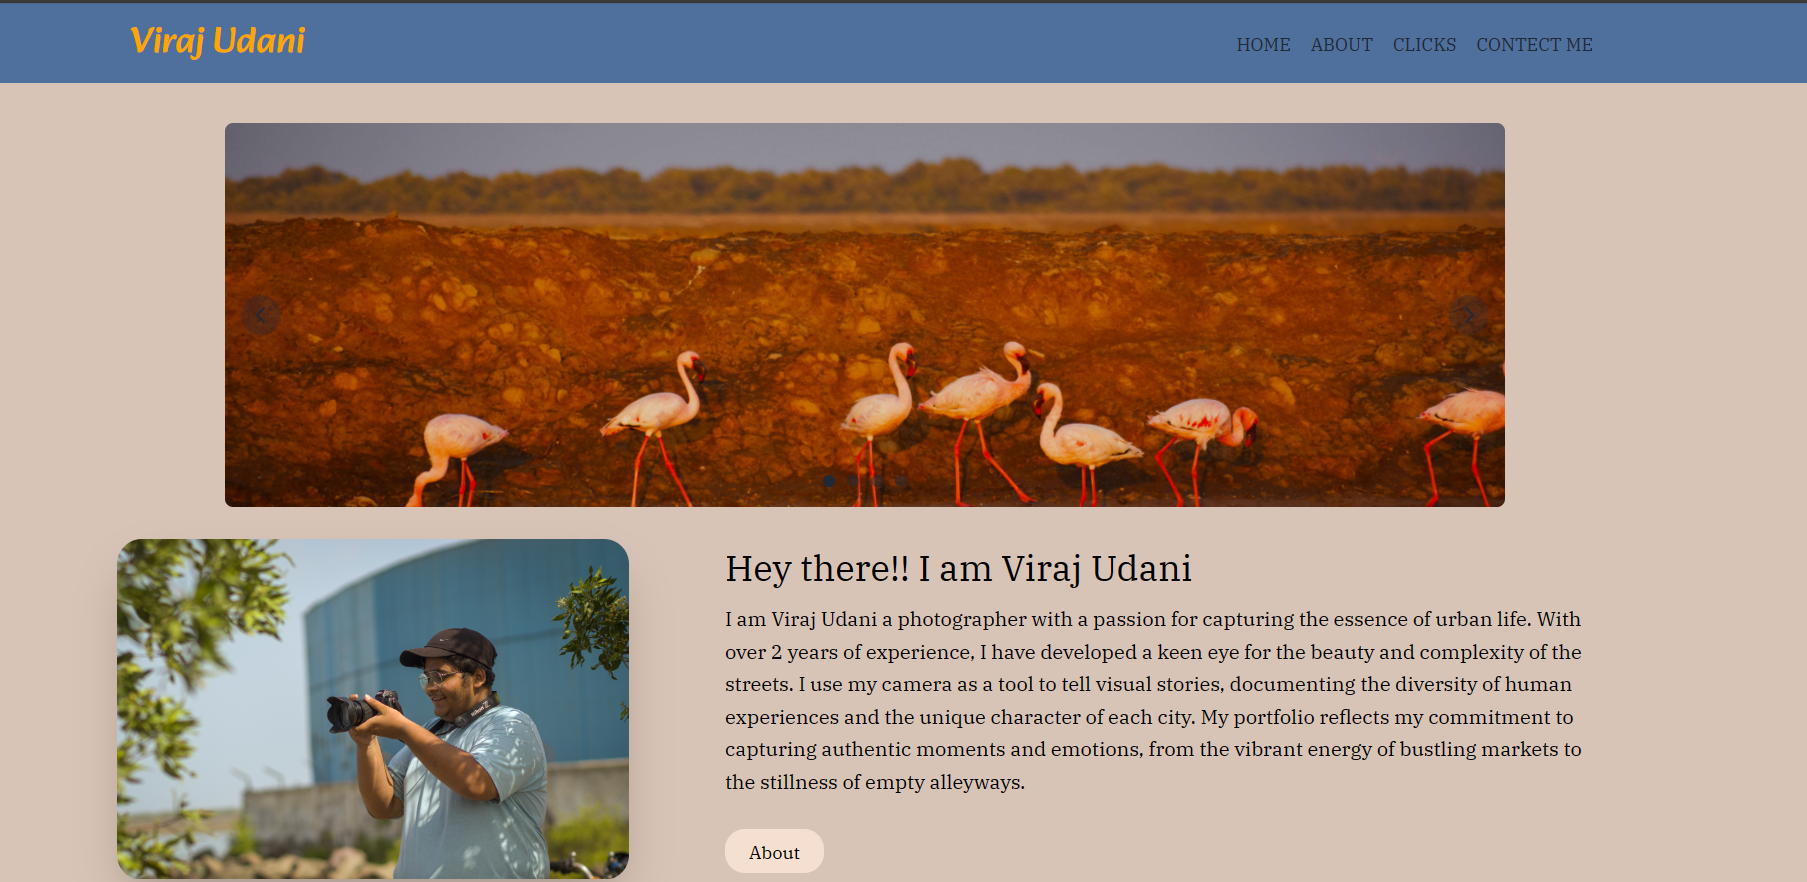 Viraj Udani
HOME ABOUT CLICKS CONTECT ME
Hey there!! I am Viraj Udani
I am Viraj Udani a photographer with a passion for capturing the essence of urban life. With
over 2 years of experience, I have developed a keen eye for the beauty and complexity of the
streets. I use my camera as a tool to tell visual stories, documenting the diversity of human
experiences and the unique character of each city. My portfolio reflects my commitment to
capturing authentic moments and emotions, from the vibrant energy of bustling markets to
the stillness of empty alleyways.
About